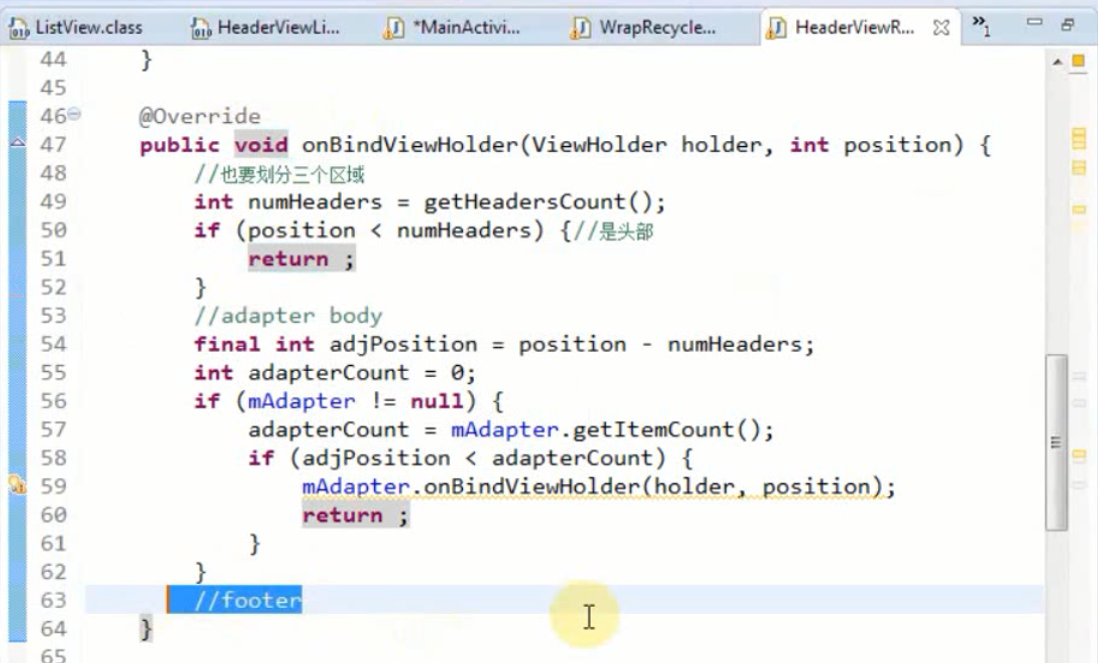 ListView.class HeaderViewLi... *MainActivi... WrapRecycle... HeaderViewR... »1
44 }
45
46 @Override
47 public void onBindViewHolder(ViewHolder holder, int position) {
48 //也要划分三个区域
49 int numHeaders = getHeadersCount();
50 if (position < numHeaders) {//是头部
51 return ;
52 }
53 //adapter body
54 final int adjPosition = position - numHeaders;
55 int adapterCount = 0;
56 if (mAdapter != null) {
57 adapterCount = mAdapter.getItemCount();
58 if (adjPosition < adapterCount) {
59 mAdapter.onBindViewHolder(holder, position);
60 return ;
61 }
62 }
63 //footer
64 }
65